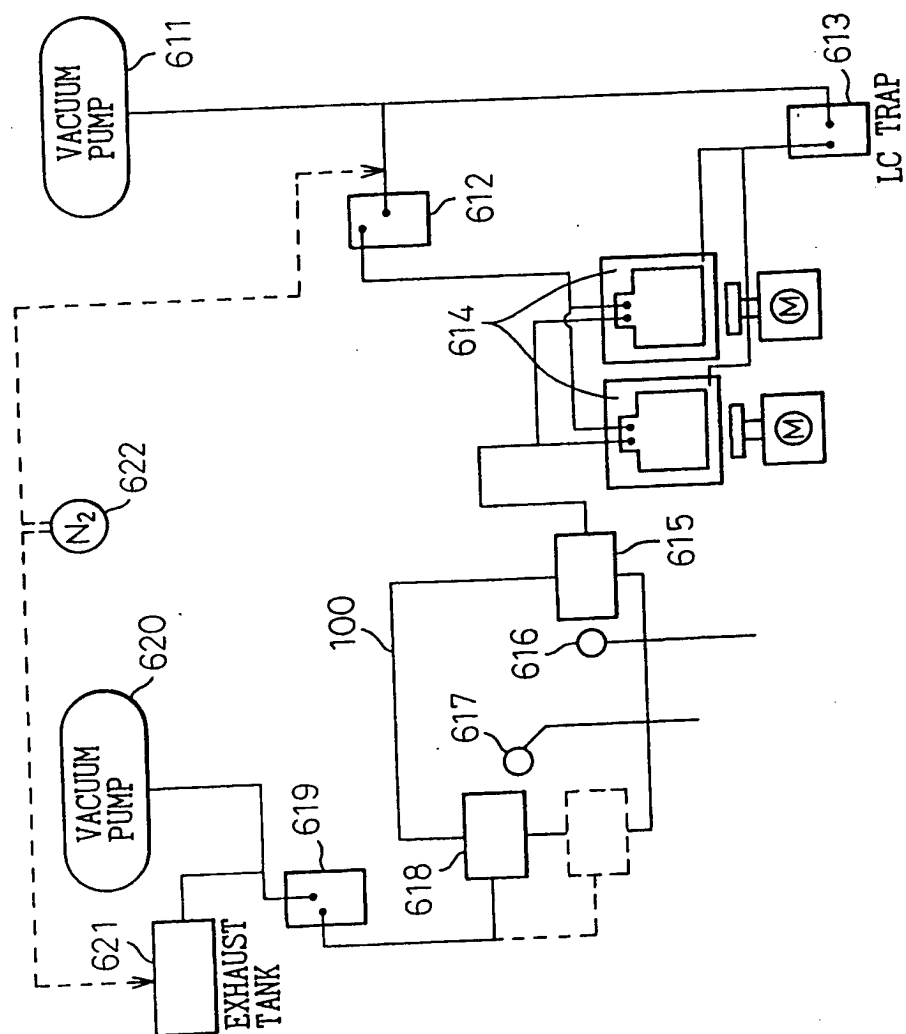 VACUUM
PUMP
611
VACUUM
PUMP
620
N2
622
621
EXHAUST
TANK
619
612
613
LC TRAP
614
100
618
617
616
615
M
M